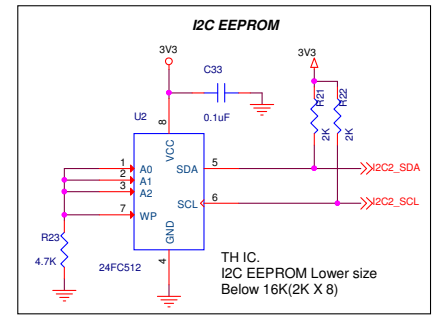 I2C EEPROM
3V3
3V3
C33
0.1uF
R21
2K
R22
2K
U2
8
VCC
1
A0
SDA
5
I2C2_SDA
2
A1
3
A2
SCL
6
I2C2_SCL
7
WP
R23
4.7K
GND
4
24FC512
TH IC.
I2C EEPROM Lower size
Below 16K(2K X 8)